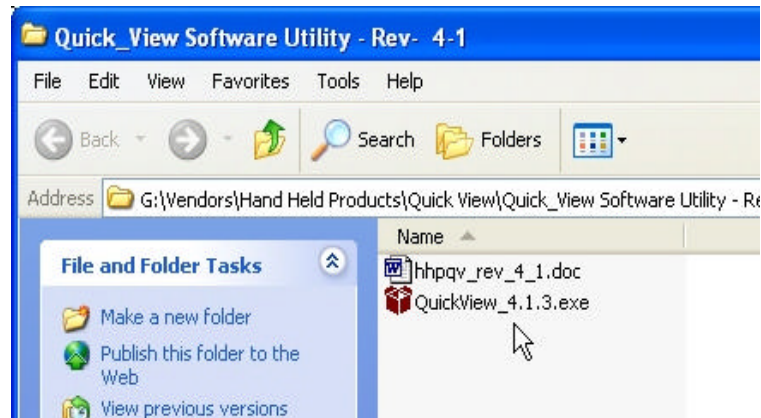 Quick_View Software Utility - Rev- 4-1
File Edit View Favorites Tools Help
Back Search Folders
Address G:\Vendors\Hand Held Products\Quick View\Quick_View Software Utility - Re
Name
File and Folder Tasks
hhpqv_rev_4_1.doc
QuickView_4.1.3.exe
Make a new folder
Publish this folder to the
Web
View previous versions